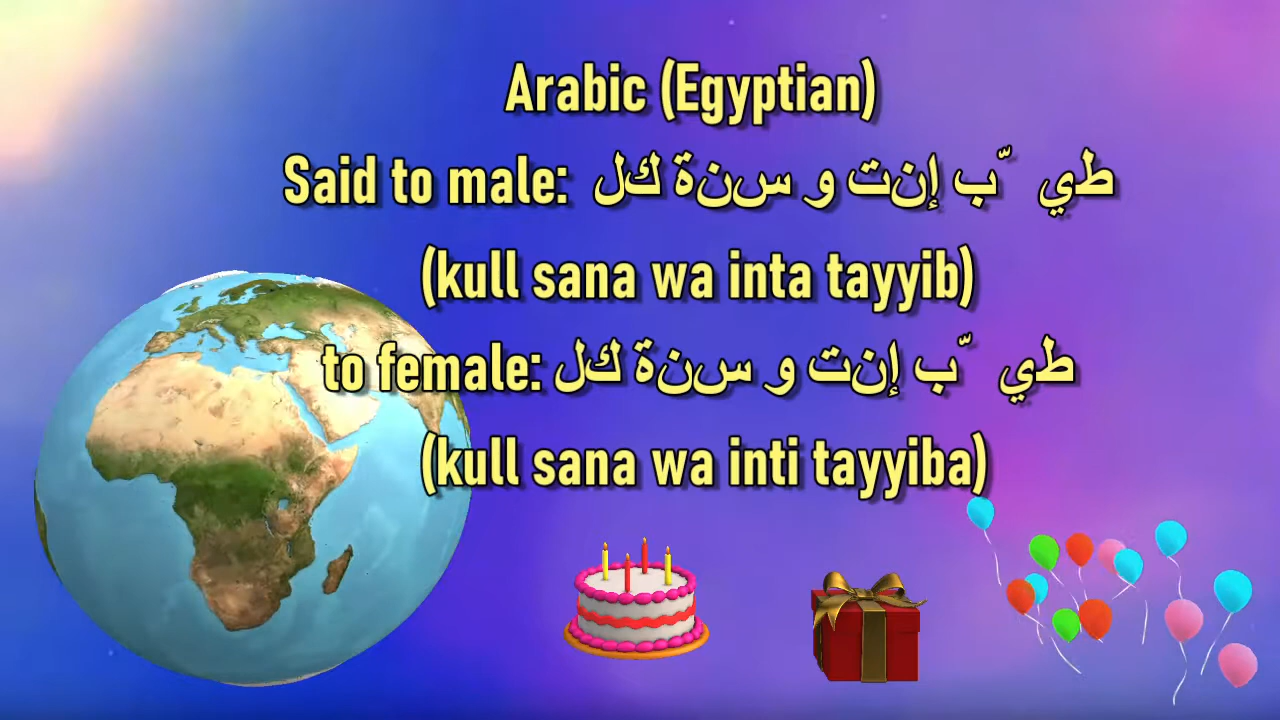 Arabic (Egyptian)
Said to male: كل سنة و إنت طيّب
(kull sana wa inta tayyib)
to female: كل سنة و إنت طيّب
(kull sana wa inti tayyiba)